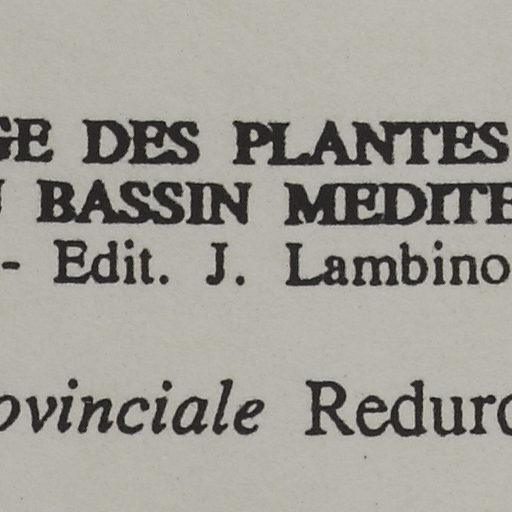 GE DES PLANTES
BASSIN MEDITE
- Edit. J. Lambino
ovinciale Reduro